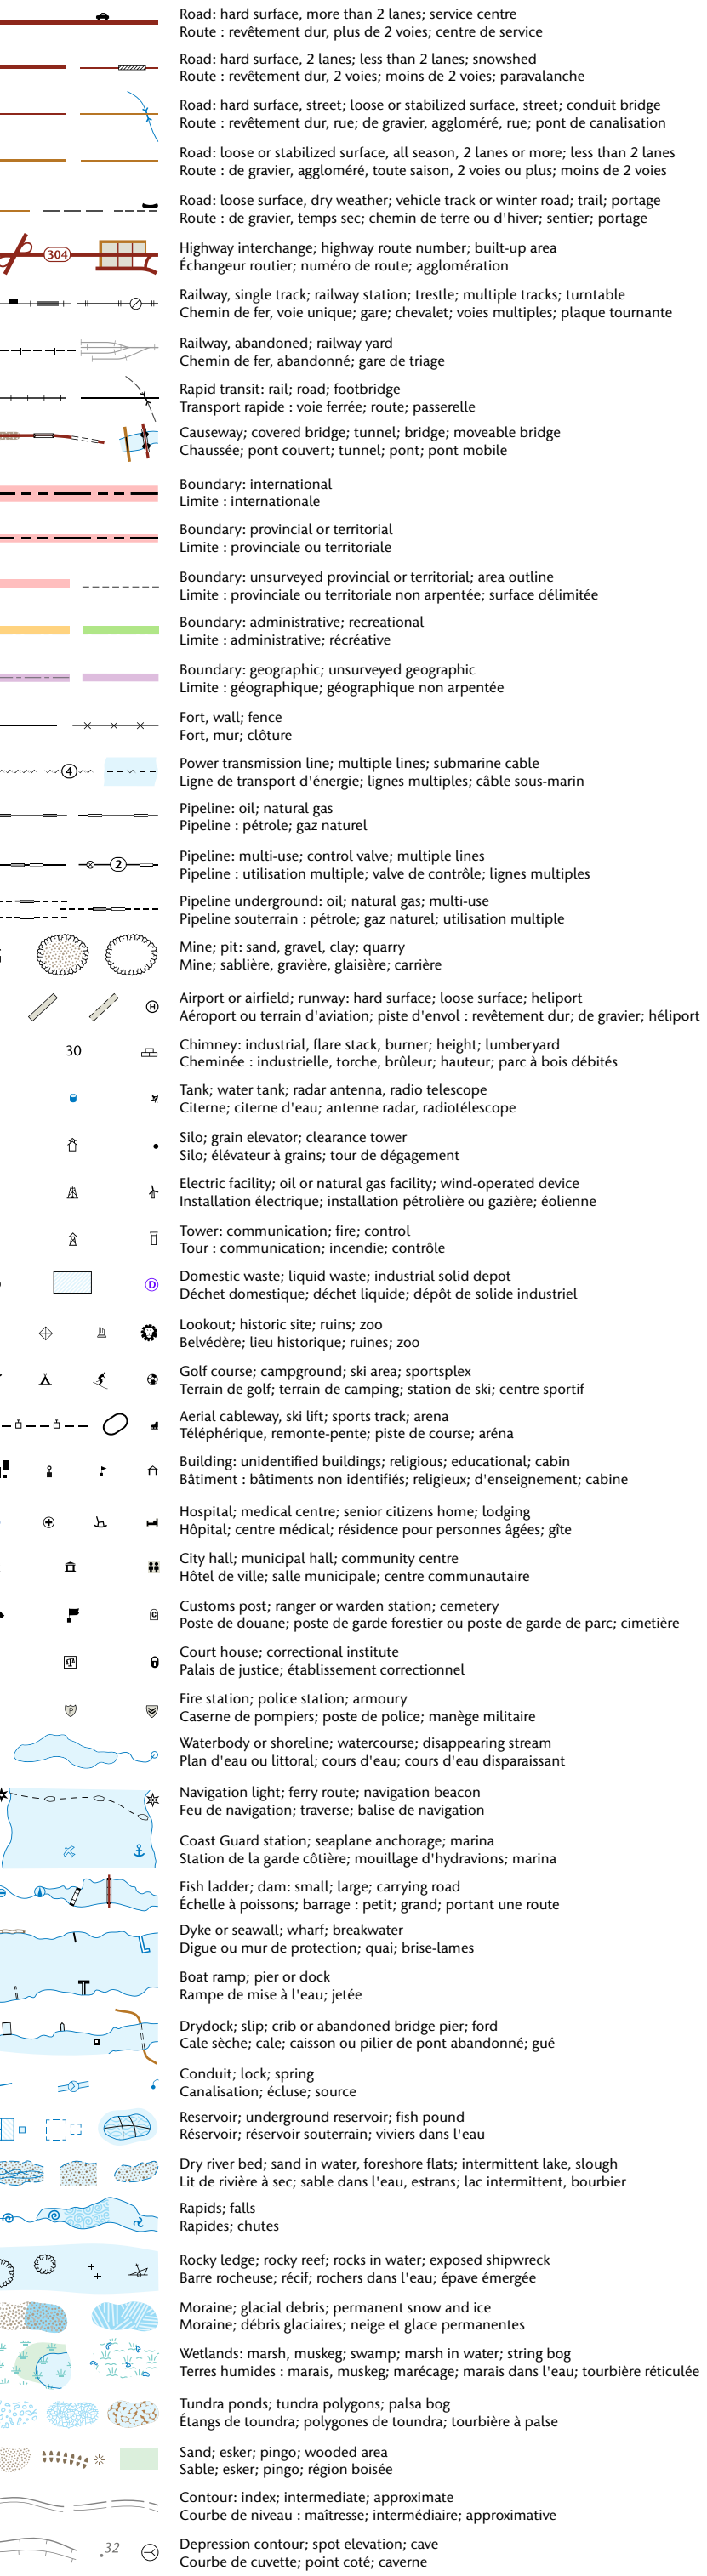 Road: hard surface, more than 2 lanes; service centre
Route : revêtement dur, plus de 2 voies; centre de service
Road: hard surface, 2 lanes; less than 2 lanes; snowshed
Route : revêtement dur, 2 voies; moins de 2 voies; paravalanche
Road: hard surface, street; loose or stabilized surface, street; conduit bridge
Route : revêtement dur, rue; de gravier, aggloméré, rue; pont de canalisation
Road: loose or stabilized surface, all season, 2 lanes or more; less than 2 lanes
Route : de gravier, aggloméré, toute saison, 2 voies ou plus; moins de 2 voies
Road: loose surface, dry weather; vehicle track or winter road; trail; portage
Route : de gravier, temps sec; chemin de terre ou d'hiver; sentier; portage
304
Highway interchange; highway route number; built-up area
Échangeur routier; numéro de route; agglomération
Railway, single track; railway station; trestle; multiple tracks; turntable
Chemin de fer, voie unique; gare; chevalet; voies multiples; plaque tournante
Railway, abandoned; railway yard
Chemin de fer, abandonné; gare de triage
Rapid transit: rail; road; footbridge
Transport rapide : voie ferrée; route; passerelle
Causeway; covered bridge; tunnel; bridge; moveable bridge
Chaussée; pont couvert; tunnel; pont; pont mobile
Boundary: international
Limite : internationale
Boundary: provincial or territorial
Limite : provinciale ou territoriale
Boundary: unsurveyed provincial or territorial; area outline
Limite : provinciale ou territoriale non arpentée; surface délimitée
Boundary: administrative; recreational
Limite : administrative; récréative
Boundary: geographic; unsurveyed geographic
Limite : géographique; géographique non arpentée
Fort, wall; fence
Fort, mur; clôture
4
Power transmission line; multiple lines; submarine cable
Ligne de transport d'énergie; lignes multiples; câble sous-marin
Pipeline: oil; natural gas
Pipeline : pétrole; gaz naturel
2
Pipeline: multi-use; control valve; multiple lines
Pipeline : utilisation multiple; valve de contrôle; lignes multiples
Pipeline underground: oil; natural gas; multi-use
Pipeline souterrain : pétrole; gaz naturel; utilisation multiple
Mine; pit: sand, gravel, clay; quarry
Mine; sablière, gravière, glaisière; carrière
H
Airport or airfield; runway: hard surface; loose surface; heliport
Aéroport ou terrain d'aviation; piste d'envol : revêtement dur; de gravier; héliport
30
Chimney: industrial, flare stack, burner; height; lumberyard
Cheminée : industrielle, torche, brûleur; hauteur; parc à bois débités
Tank; water tank; radar antenna, radio telescope
Citerne; citerne d'eau; antenne radar, radiotélescope
Silo; grain elevator; clearance tower
Silo; élévateur à grains; tour de dégagement
Electric facility; oil or natural gas facility; wind-operated device
Installation électrique; installation pétrolière ou gazière; éolienne
Tower: communication; fire; control
Tour : communication; incendie; contrôle
D
Domestic waste; liquid waste; industrial solid depot
Déchet domestique; déchet liquide; dépôt de solide industriel
Lookout; historic site; ruins; zoo
Belvédère; lieu historique; ruines; zoo
Golf course; campground; ski area; sportsplex
Terrain de golf; terrain de camping; station de ski; centre sportif
Aerial cableway, ski lift; sports track; arena
Téléphérique, remonte-pente; piste de course; aréna
Building: unidentified buildings; religious; educational; cabin
Bâtiment : bâtiments non identifiés; religieux; d'enseignement; cabine
Hospital; medical centre; senior citizens home; lodging
Hôpital; centre médical; résidence pour personnes âgées; gîte
City hall; municipal hall; community centre
Hôtel de ville; salle municipale; centre communautaire
C
Customs post; ranger or warden station; cemetery
Poste de douane; poste de garde forestier ou poste de garde de parc; cimetière
Court house; correctional institute
Palais de justice; établissement correctionnel
P
Fire station; police station; armoury
Caserne de pompiers; poste de police; manège militaire
Waterbody or shoreline; watercourse; disappearing stream
Plan d'eau ou littoral; cours d'eau; cours d'eau disparaissant
Navigation light; ferry route; navigation beacon
Feu de navigation; traverse; balise de navigation
Coast Guard station; seaplane anchorage; marina
Station de la garde côtière; mouillage d'hydravions; marina
Fish ladder; dam: small; large; carrying road
Échelle à poissons; barrage : petit; grand; portant une route
Dyke or seawall; wharf; breakwater
Digue ou mur de protection; quai; brise-lames
Boat ramp; pier or dock
Rampe de mise à l'eau; jetée
Drydock; slip; crib or abandoned bridge pier; ford
Cale sèche; cale; caisson ou pilier de pont abandonné; gué
Conduit; lock; spring
Canalisation; écluse; source
Reservoir; underground reservoir; fish pound
Réservoir; réservoir souterrain; viviers dans l'eau
Dry river bed; sand in water, foreshore flats; intermittent lake, slough
Lit de rivière à sec; sable dans l'eau, estrans; lac intermittent, bourbier
Rapids; falls
Rapides; chutes
Rocky ledge; rocky reef; rocks in water; exposed shipwreck
Barre rocheuse; récif; rochers dans l'eau; épave émergée
Moraine; glacial debris; permanent snow and ice
Moraine; débris glaciaires; neige et glace permanentes
Wetlands: marsh, muskeg; swamp; marsh in water; string bog
Terres humides : marais, muskeg; marécage; marais dans l'eau; tourbière réticulée
Tundra ponds; tundra polygons; palsa bog
Étangs de toundra; polygones de toundra; tourbière à palse
Sand; esker; pingo; wooded area
Sable; esker; pingo; région boisée
Contour: index; intermediate; approximate
Courbe de niveau : maîtresse; intermédiaire; approximative
.32
Depression contour; spot elevation; cave
Courbe de cuvette; point coté; caverne